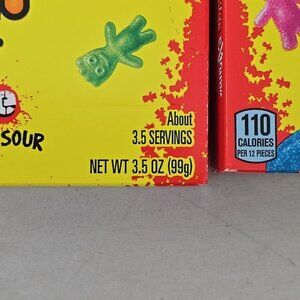 SOUR
About
3.5 SERVINGS
NET WT 3.5 OZ (99g)
110
CALORIES
PER 12 PIECES